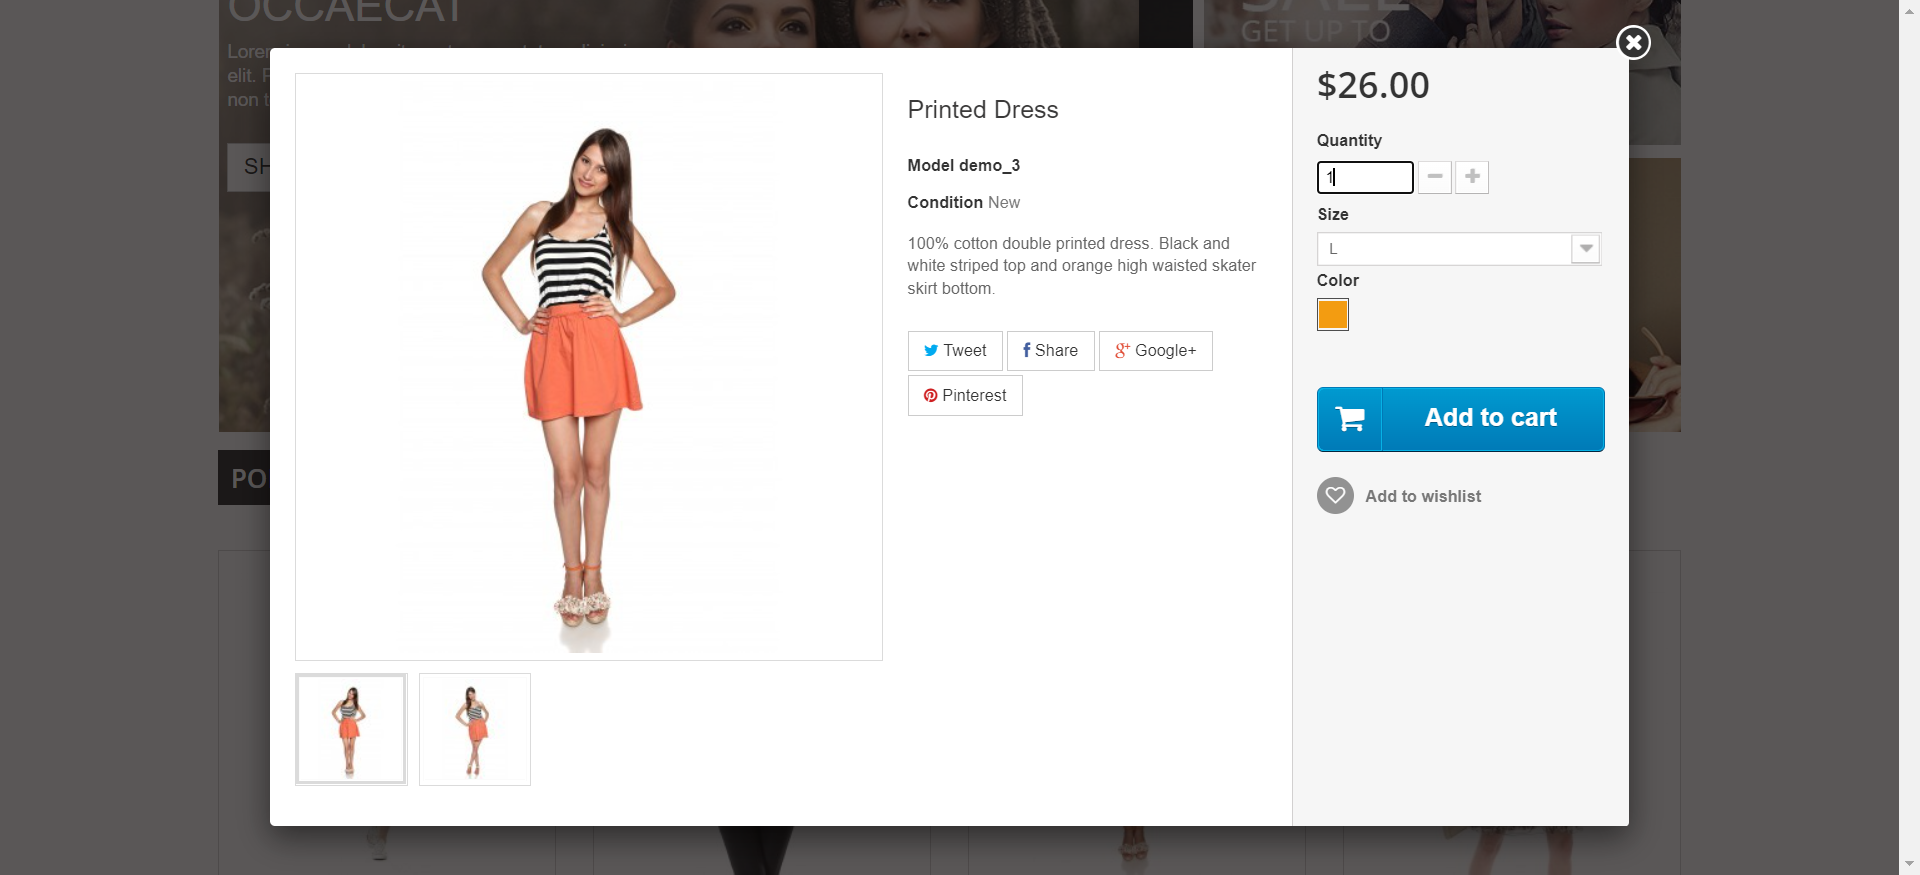 OCCAECAT
elit.
non
SALE
GET UP TO
$26.00
Printed Dress
Quantity
Model demo_3
1
Condition New
Size
100% cotton double printed dress. Black and
white striped top and orange high waisted skater
skirt bottom.
L
Color
Tweet
Share
Google+
Pinterest
Add to cart
Add to wishlist
PO